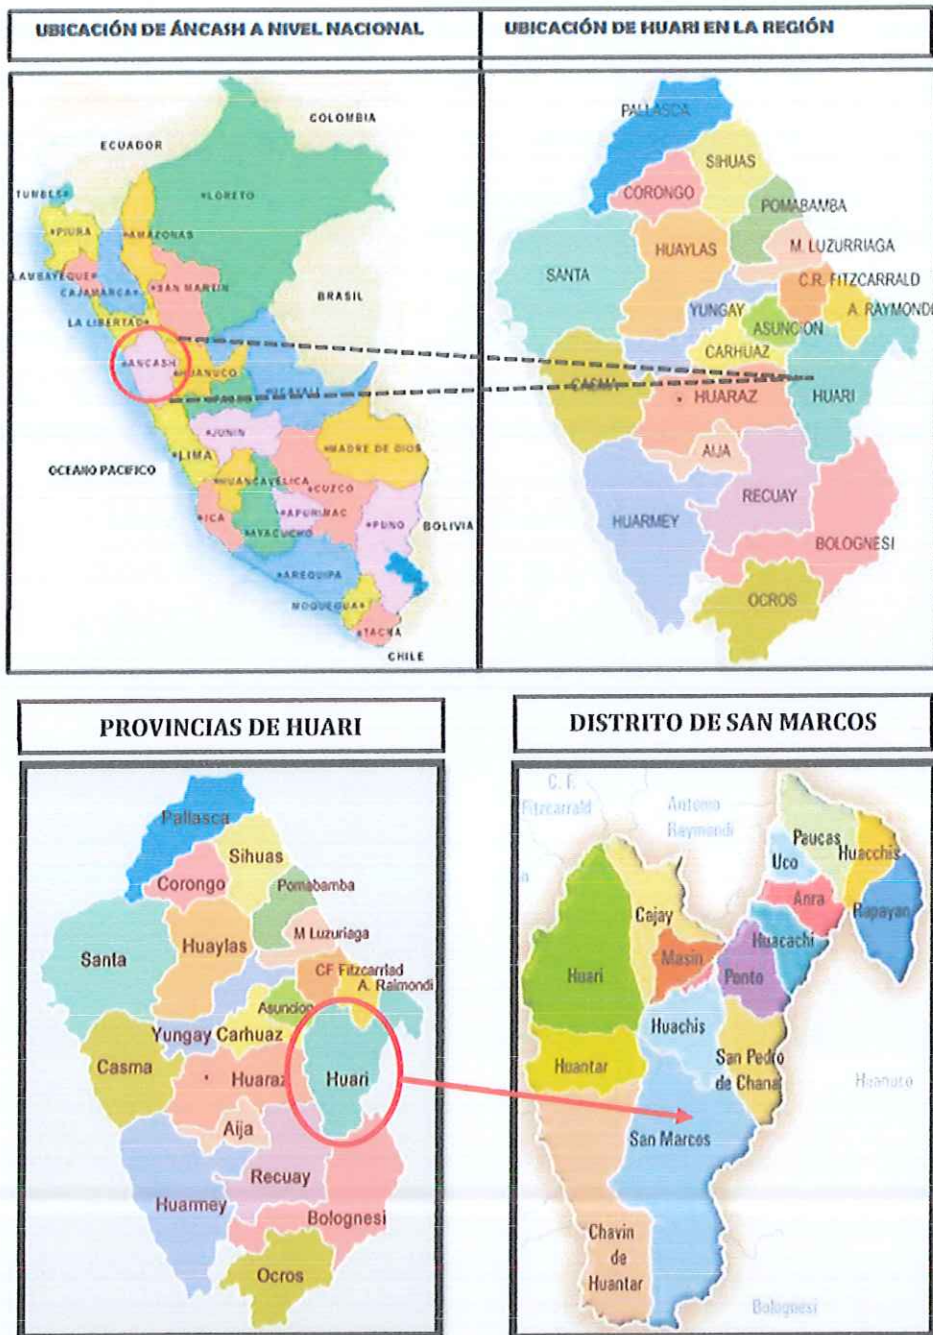 UBICACIÓN DE ÁNCASH A NIVEL NACIONAL
UBICACIÓN DE HUARI EN LA REGIÓN
COLOMBIA
ECUADOR
TUMBES
LORETO
PIURA
AMAZONAS
LAMBAYEQUE
CAJAMARCA
SAN MARTIN
BRASIL
LA LIBERTAD
ANCASH
HUANUCO
UCAYALI
JUNIN
MADRE DE DIOS
LIMA
OCEANO PACIFICO
HUANCAVELICA
CUZCO
ICA
APURIMAC
PUNO
BOLIVIA
AYACUCHO
AREQUIPA
MOQUEGUA
TACNA
CHILE
PALLASCA
SIHUAS
CORONGO
POMABAMBA
HUAYLAS
M. LUZURRIAGA
SANTA
C.R. FITZCARRALD
YUNGAY
A. RAYMONDI
ASUNCION
CARHUAZ
CASMA
HUARAZ
HUARI
AIJA
RECUAY
HUARMEY
BOLOGNESI
OCROS
PROVINCIAS DE HUARI
DISTRITO DE SAN MARCOS
Pallasca
Sihuas
Corongo
Pomabamba
M Luzuriaga
Huaylas
Santa
CF Fitzcarriad
A. Raimondi
Asuncion
Yungay
Carhuaz
Casma
Huaraz
Huari
Aija
Recuay
Huarmey
Bolognesi
Ocros
C. F.
Fitzcarrald
Antonio
Raymondi
Paucas
Huacchis
Uco
Anra
Rapayan
Cajay
Huacachi
Masin
Huari
Ponto
Huachis
San Pedro
de Chana
Huantar
Huanuco
San Marcos
Chavin
de
Huantar
Bolognesi